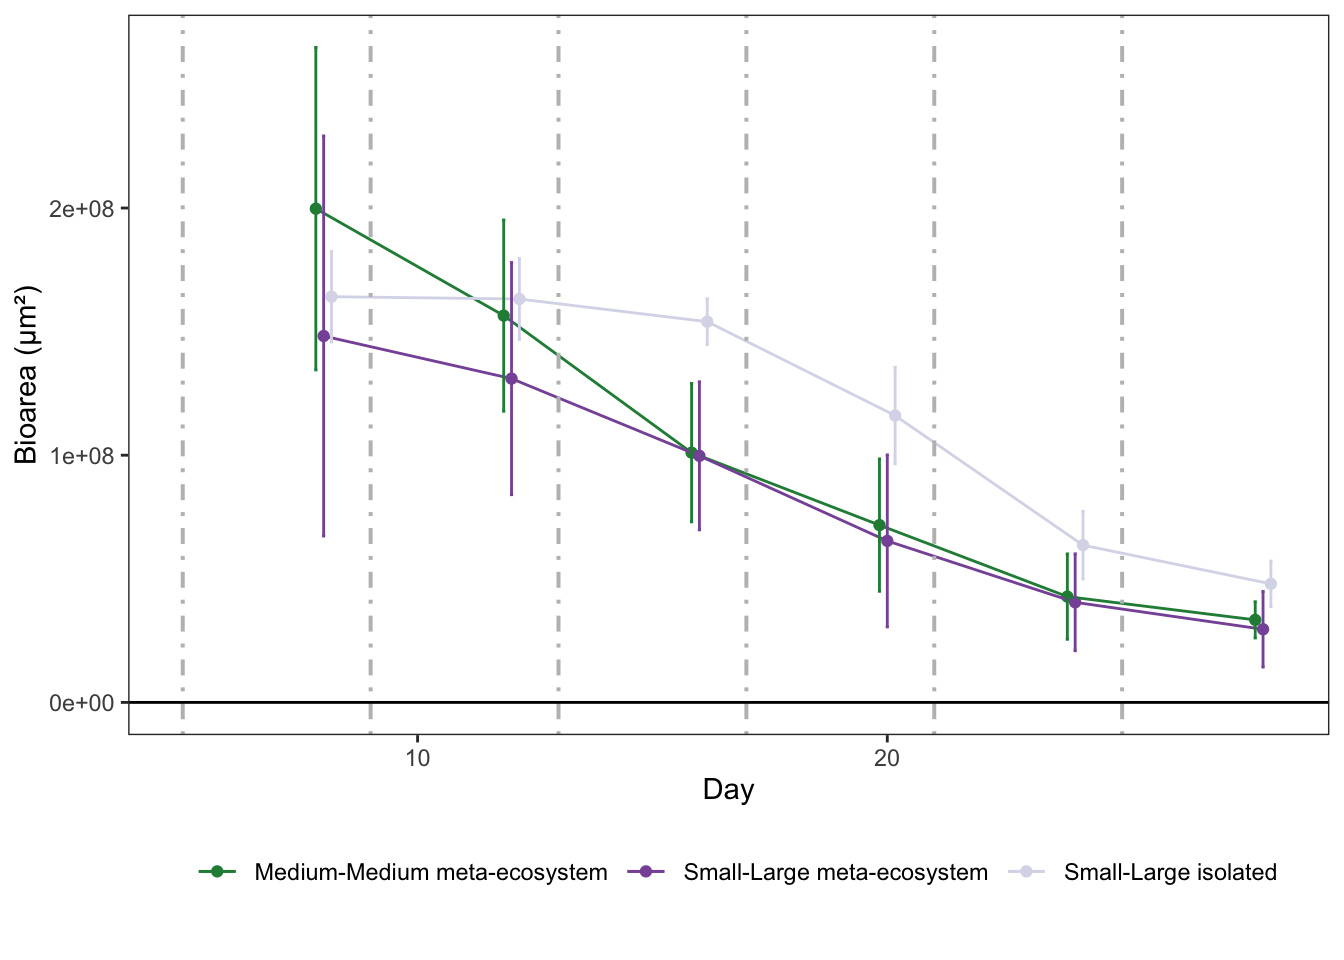 Bioarea (µm²)
2e+08
1e+08
0e+00
10 20
Day
Medium-Medium meta-ecosystem Small-Large meta-ecosystem Small-Large isolated